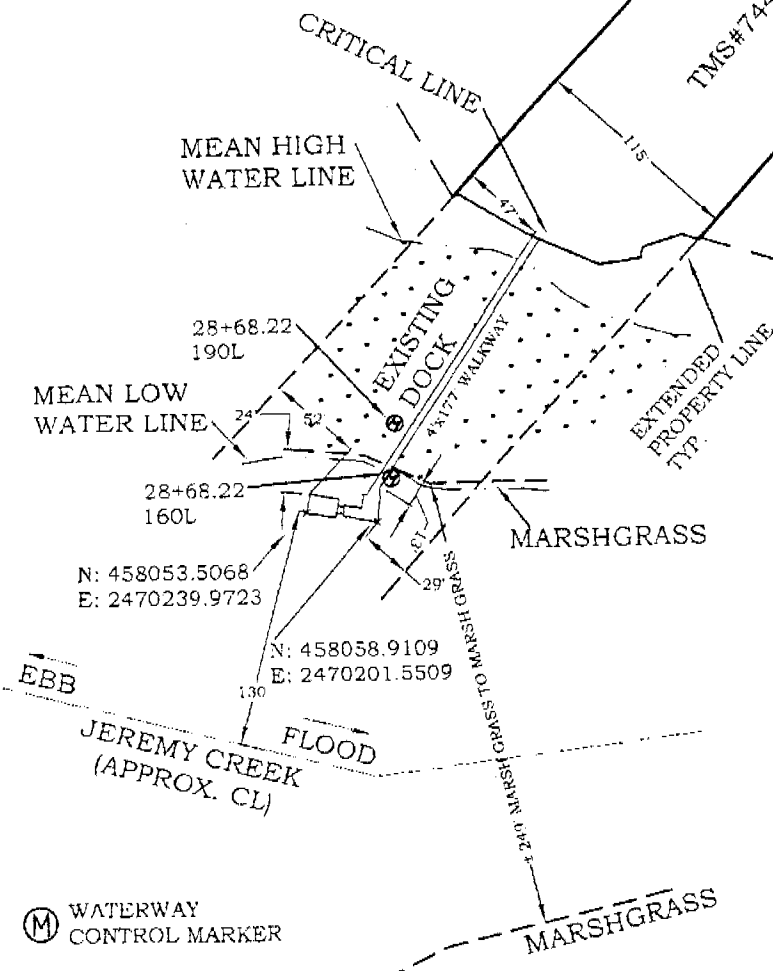 CRITICAL LINE
TMS#744
115'
MEAN HIGH
WATER LINE
47'
EXISTING
DOCK
4'x177' WALKWAY
28+68.22
190L
MEAN LOW
WATER LINE
24'
52'
EXTENDED
PROPERTY LINE
TYP.
28+68.22
160L
MARSHGRASS
13'
29'
N: 458053.5068
E: 2470239.9723
N: 458058.9109
E: 2470201.5509
130
EBB
FLOOD
JEREMY CREEK
(APPROX. CL)
± 249' MARSH GRASS TO MARSH GRASS
M WATERWAY
CONTROL MARKER
MARSHGRASS